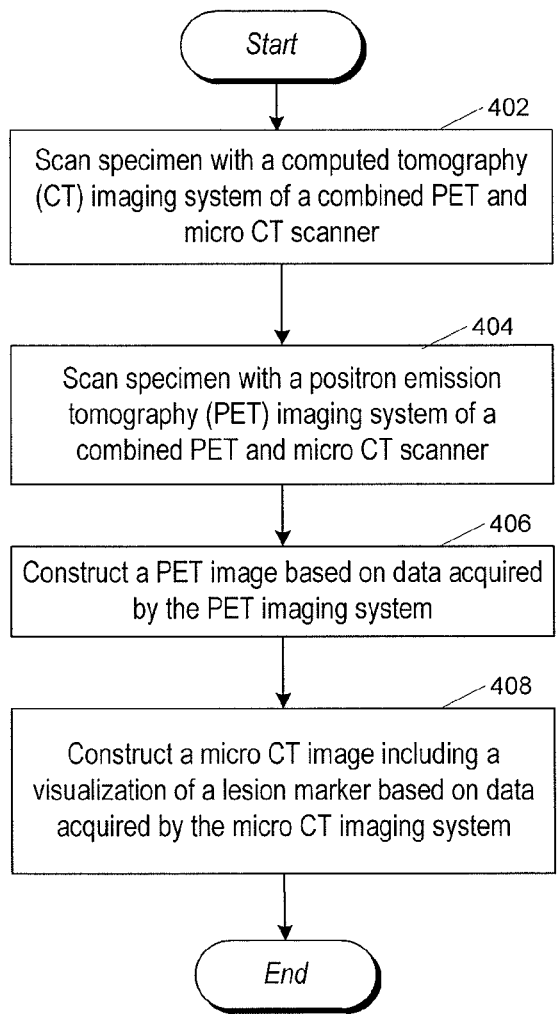 Start
402
Scan specimen with a computed tomography
(CT) imaging system of a combined PET and
micro CT scanner
404
Scan specimen with a positron emission
tomography (PET) imaging system of a
combined PET and micro CT scanner
406
Construct a PET image based on data acquired
by the PET imaging system
408
Construct a micro CT image including a
visualization of a lesion marker based on data
acquired by the micro CT imaging system
End